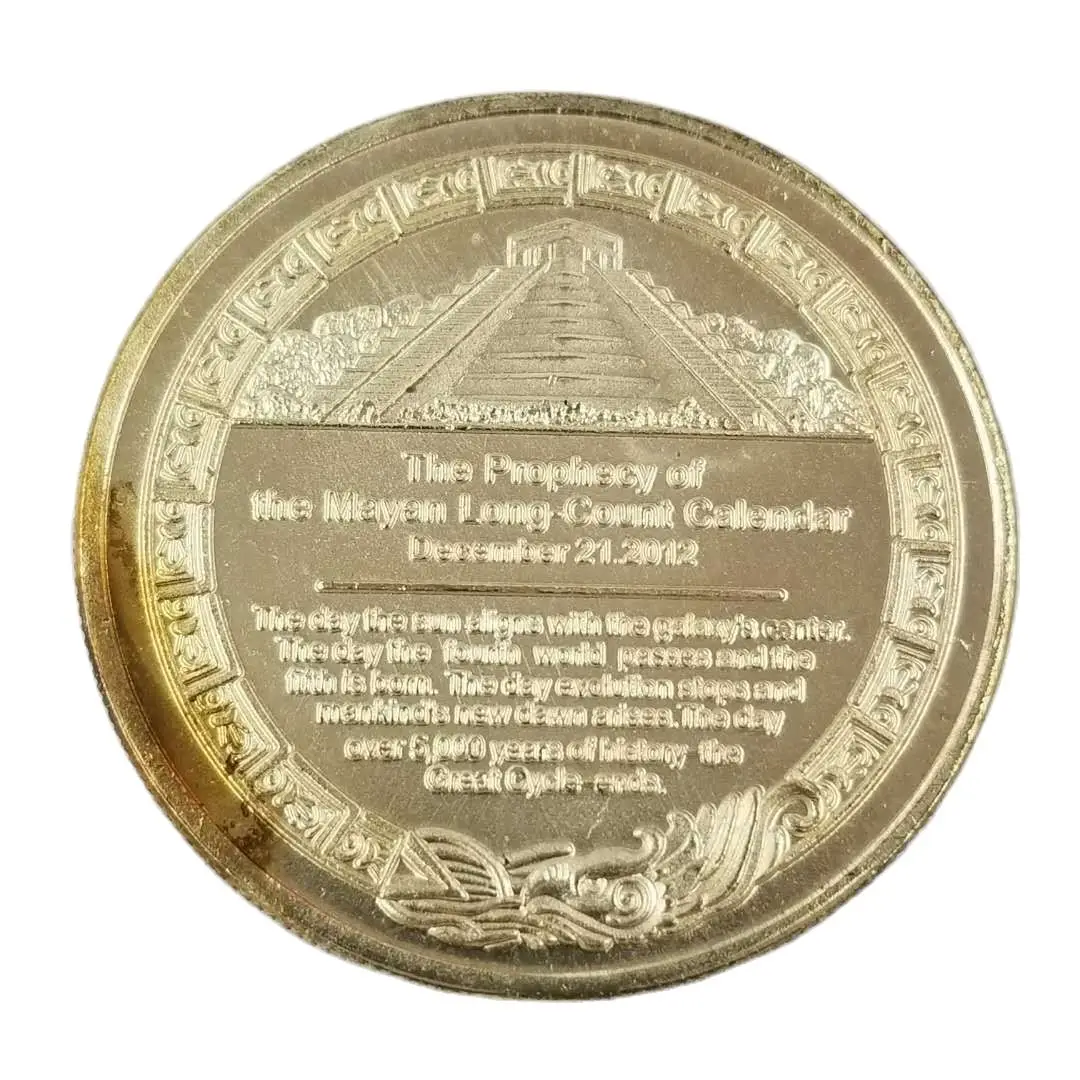 The Prophecy of
the Mayan Long-Count Calendar
December 21.2012
The day the sun aligns with the galaxy's center.
The day the fourth world passes and the
fifth is born. The day evolution stops and
mankind's new dawn arises. The day
over 5,000 years of history-the
Great Cycle-ends.